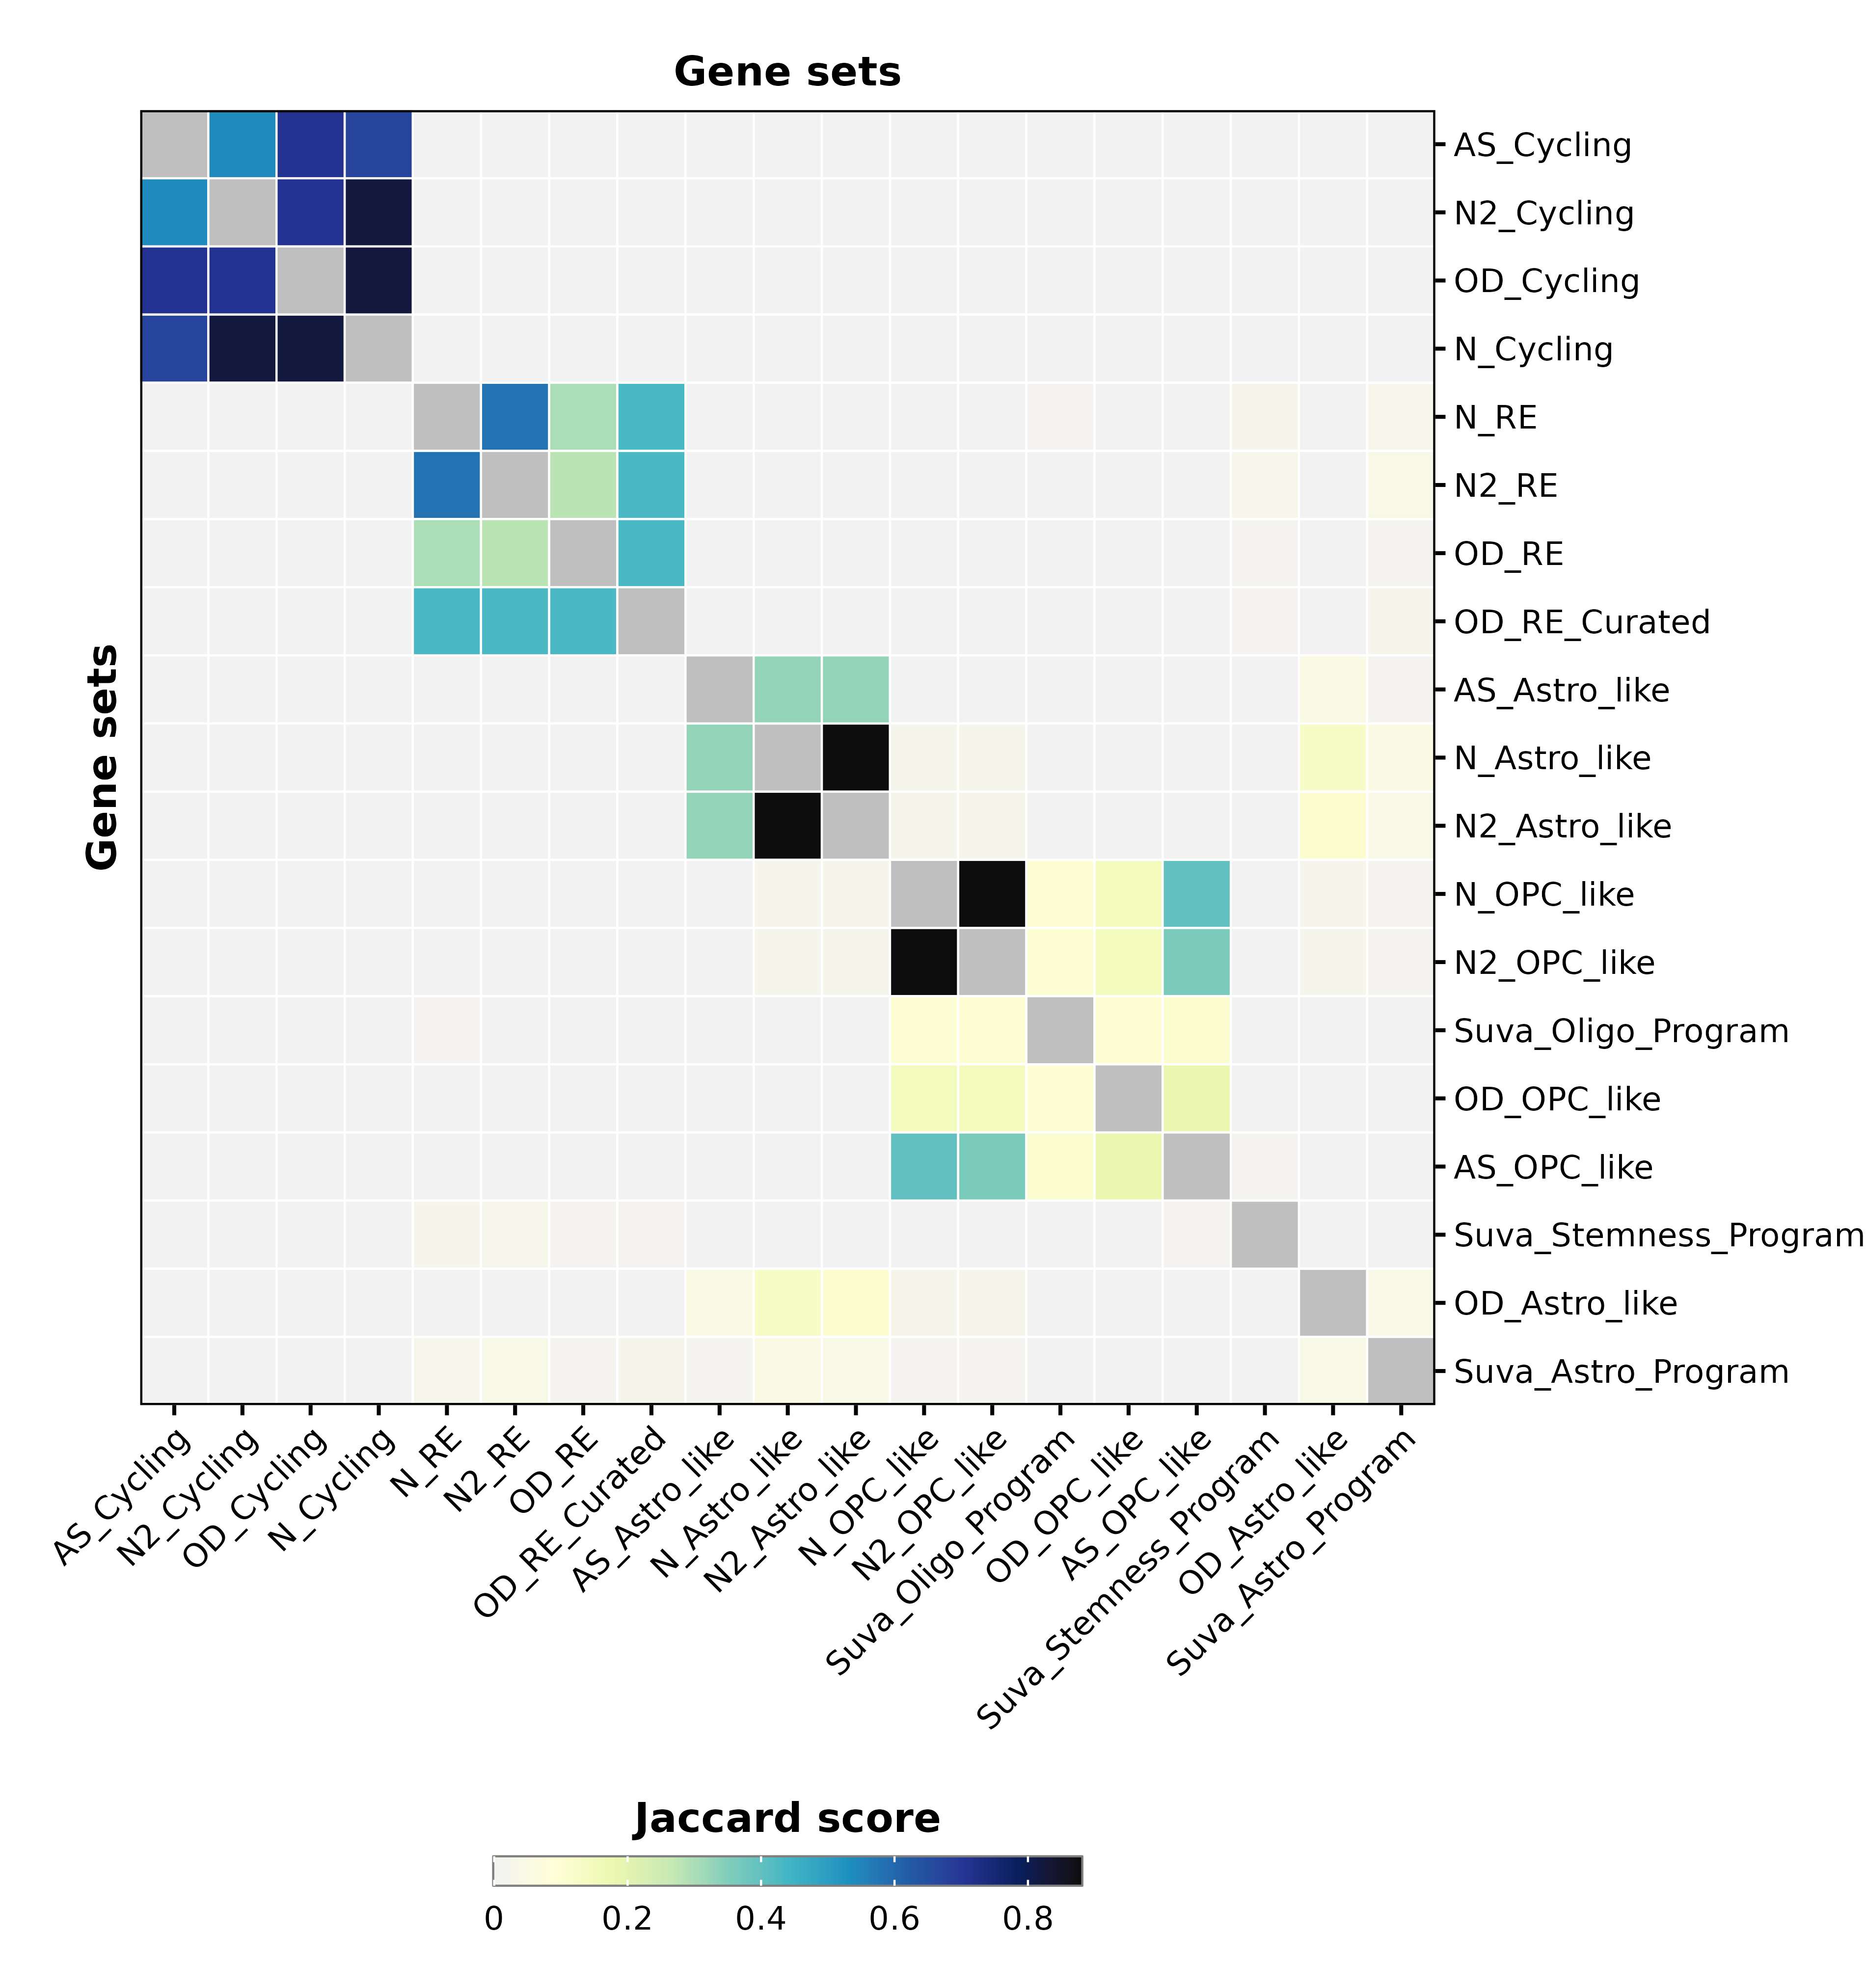 Gene sets
AS_Cycling
N2_Cycling
OD_Cycling
N_Cycling
N_RE
N2_RE
OD_RE
OD_RE_Curated
AS_Astro_like
N_Astro_like
N2_Astro_like
N_OPC_like
N2_OPC_like
Suva_Oligo_Program
OD_OPC_like
AS_OPC_like
Suva_Stemness_Program
OD_Astro_like
Suva_Astro_Program
Gene sets
AS_Cycling
N2_Cycling
OD_Cycling
N_Cycling
N_RE
N2_RE
OD_RE
OD_RE_Curated
AS_Astro_like
N_Astro_like
N2_Astro_like
N_OPC_like
N2_OPC_like
Suva_Oligo_Program
OD_OPC_like
AS_OPC_like
Suva_Stemness_Program
OD_Astro_like
Suva_Astro_Program
Jaccard score
0 0.2 0.4 0.6 0.8